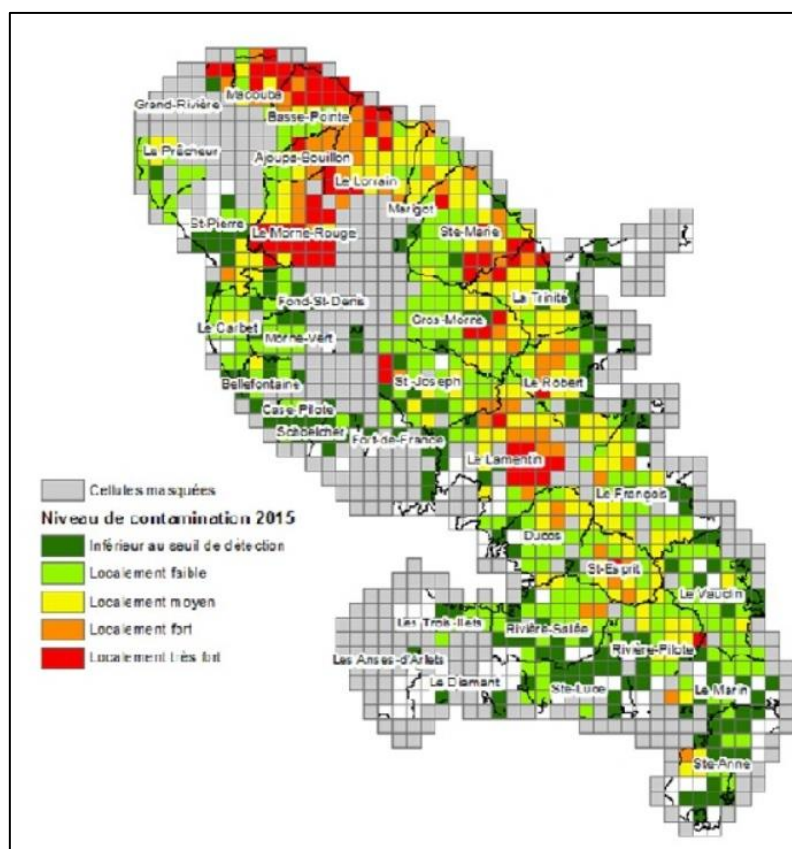 Macouba
Grand-Rivière
Basse-Pointe
Le Prêcheur
Ajoupa-Bouillon
Le Lorrain
Marigot
St-Pierre
Le Morne-Rouge
Ste-Marie
La Trinité
Fond-St-Denis
Gros-Morne
Le Carbet
Morne-Vert
Bellefontaine
St-Joseph
Le Robert
Case-Pilote
Schoelcher
Fort-de-France
Le Lamentin
Cellules masquées
Le François
Niveau de contamination 2015
Ducos
Inférieur au seuil de détection
St-Esprit
Localement faible
Le Vauclin
Localement moyen
Les Trois-Ilets
Rivière-Salée
Localement fort
Rivière-Pilote
Localement très fort
Les Anses-d'Arlets
Le Diamant
Ste-Luce
Le Marin
Ste-Anne